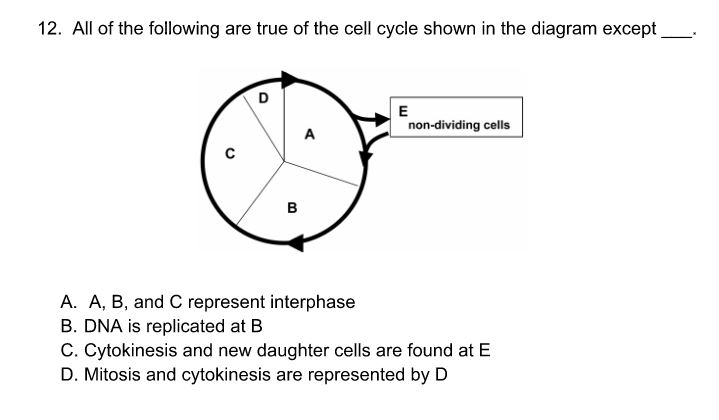 12. All of the following are true of the cell cycle shown in the diagram except ___.
D
E
non-dividing cells
A
C
B
A. A, B, and C represent interphase
B. DNA is replicated at B
C. Cytokinesis and new daughter cells are found at E
D. Mitosis and cytokinesis are represented by D